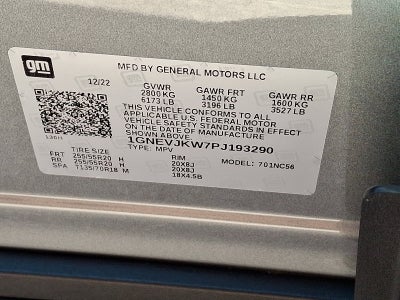 gm
MFD BY GENERAL MOTORS LLC
12/22 GVWR GAWR FRT GAWR RR
2800 KG 1450 KG 1600 KG
6173 LB 3196 LB 3527 LB
THIS VEHICLE CONFORMS TO ALL
APPLICABLE U.S. FEDERAL MOTOR
VEHICLE SAFETY STANDARDS IN EFFECT
ON THE DATE OF MANUFACTURE
1GNEVJKW7PJ193290
TYPE: MPV MODEL: 701NC56
TIRE SIZE RIM
FRT 255/55R20 H 20X8J
RR 255/55R20 H 20X8J
SPA T135/70R18 M 18X4.5B